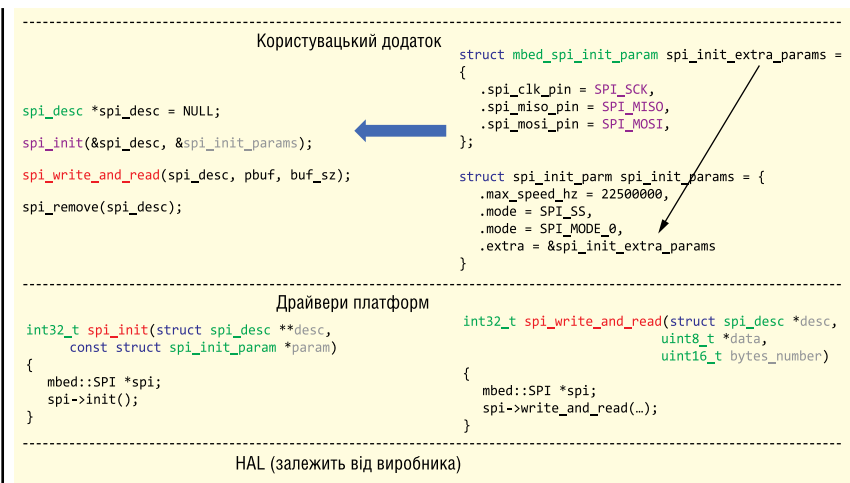 Користувацький додаток
spi_desc *spi_desc = NULL;
spi_init(&spi_desc, &spi_init_params);
spi_write_and_read(spi_desc, pbuf, buf_sz);
spi_remove(spi_desc);
struct mbed_spi_init_param spi_init_extra_params =
{
.spi_clk_pin = SPI_SCK,
.spi_miso_pin = SPI_MISO,
.spi_mosi_pin = SPI_MOSI,
};
struct spi_init_parm spi_init_params = {
.max_speed_hz = 22500000,
.mode = SPI_SS,
.mode = SPI_MODE_0,
.extra = &spi_init_extra_params
}
Драйвери платформ
int32_t spi_init(struct spi_desc **desc,
const struct spi_init_param *param)
{
mbed::SPI *spi;
spi->init();
}
int32_t spi_write_and_read(struct spi_desc *desc,
uint8_t *data,
uint16_t bytes_number)
{
mbed::SPI *spi;
spi->write_and_read(…);
}
HAL (залежить від виробника)